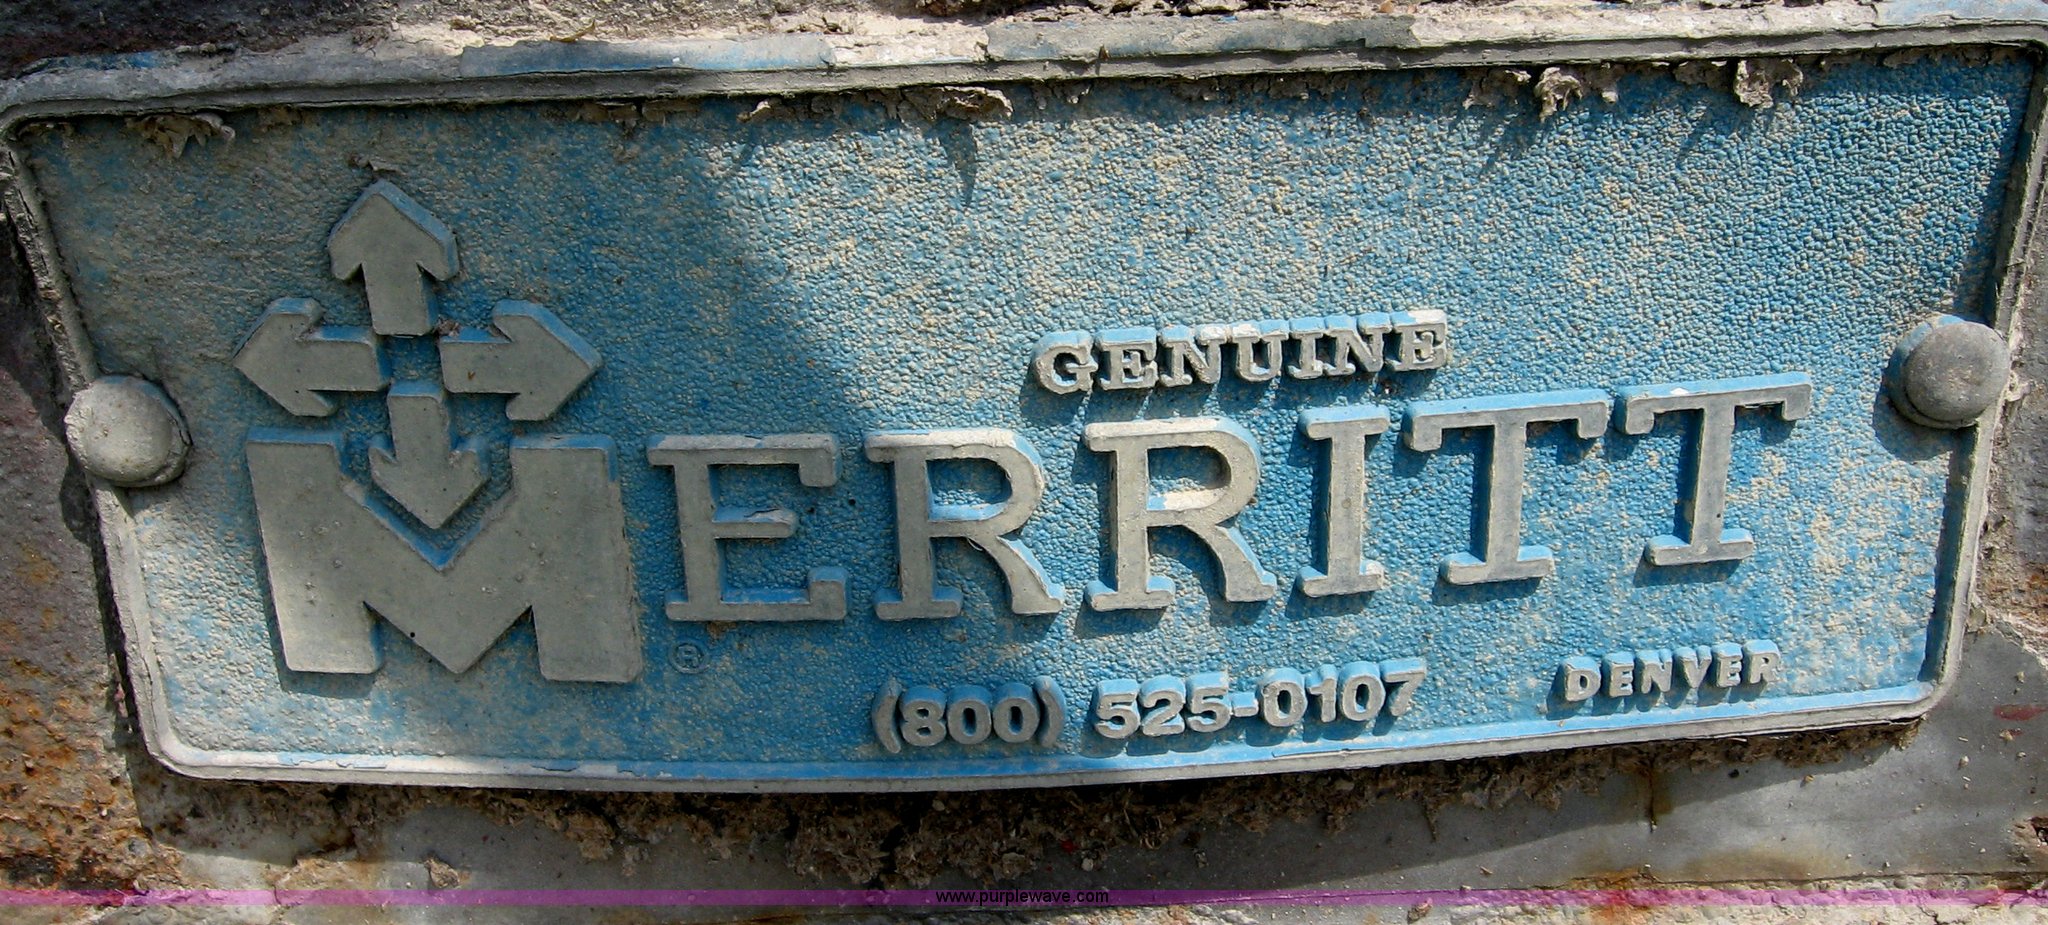 GENUINE
MERRITT
®
(800) 525-0107 DENVER
www.purplewave.com